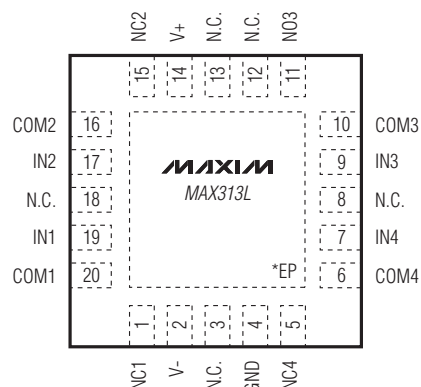 NC2 V+ N.C. N.C. NO3
15 14 13 12 11
COM2 16 10 COM3
IN2 17 MAXIM 9 IN3
N.C. 18 MAX313L 8 N.C.
IN1 19 7 IN4
COM1 20 *EP 6 COM4
1 2 3 4 5
NC1 V- N.C. GND NC4